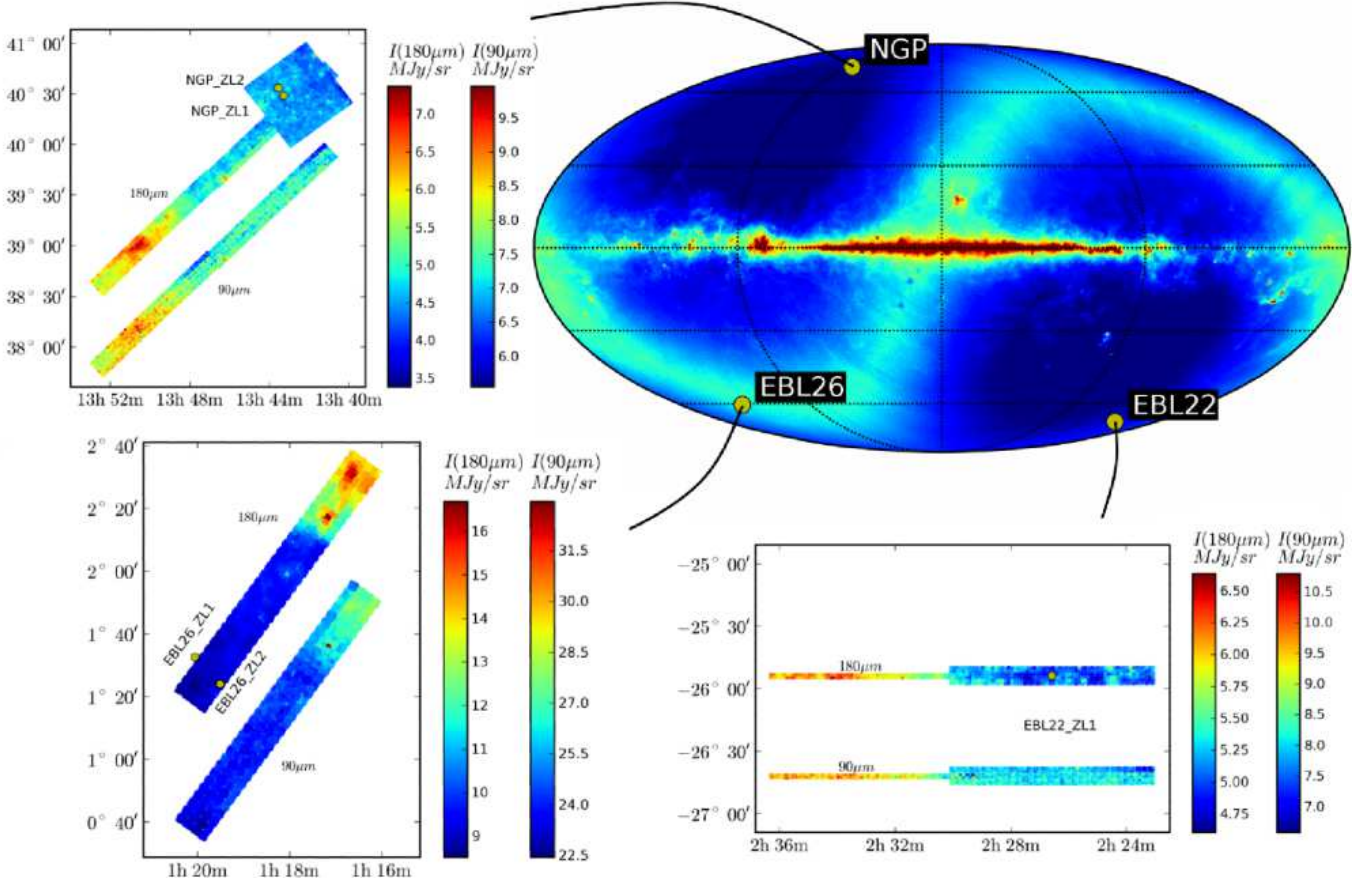 41° 00′
40° 30′
40° 00′
39° 30′
39° 00′
38° 30′
38° 00′
NGP_ZL2
NGP_ZL1
180μm
90μm
13h 52m 13h 48m 13h 44m 13h 40m
I(180μm) I(90μm)
MJy/sr MJy/sr
7.0
6.5
6.0
5.5
5.0
4.5
4.0
3.5
9.5
9.0
8.5
8.0
7.5
7.0
6.5
6.0
NGP
EBL26
EBL22
2° 40′
2° 20′
2° 00′
1° 40′
1° 20′
1° 00′
0° 40′
180μm
EBL26_ZL1
EBL26_ZL2
90μm
1h 20m 1h 18m 1h 16m
I(180μm) I(90μm)
MJy/sr MJy/sr
16
15
14
13
12
11
10
9
31.5
30.0
28.5
27.0
25.5
24.0
22.5
−25° 00′
−25° 30′
−26° 00′
−26° 30′
−27° 00′
180μm
EBL22_ZL1
90μm
2h 36m 2h 32m 2h 28m 2h 24m
I(180μm) I(90μm)
MJy/sr MJy/sr
6.50
6.25
6.00
5.75
5.50
5.25
5.00
4.75
10.5
10.0
9.5
9.0
8.5
8.0
7.5
7.0